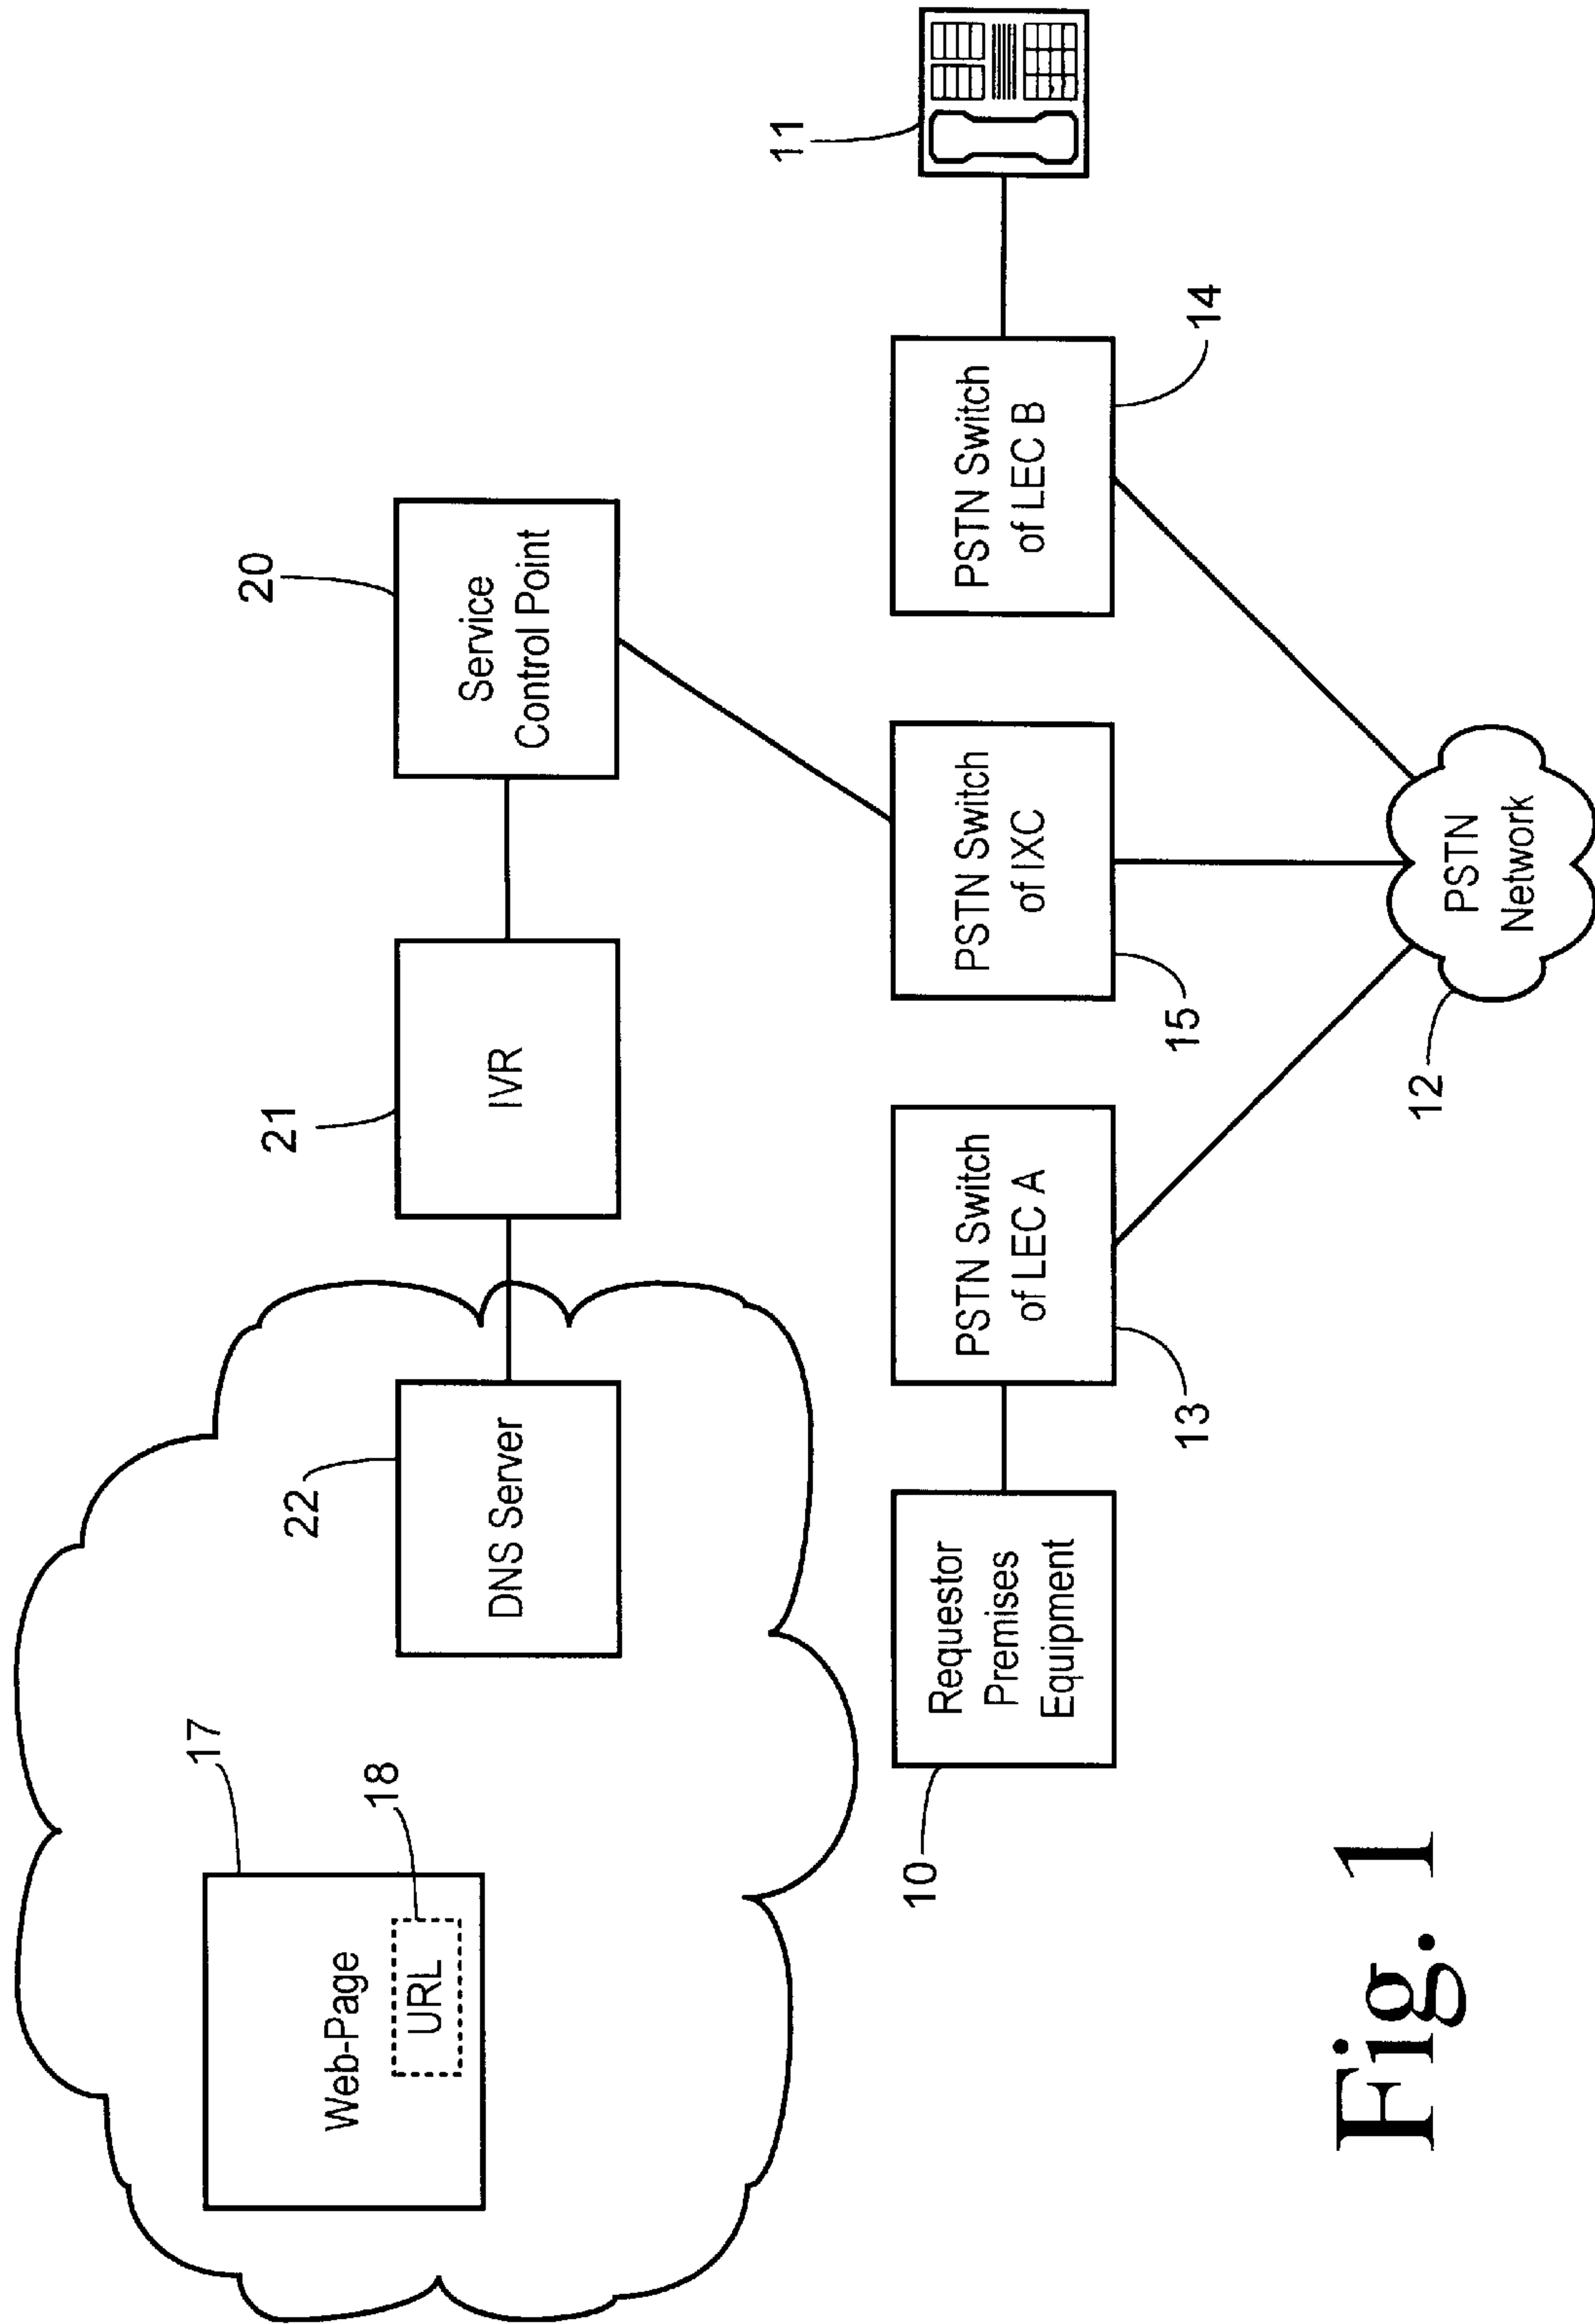 17
Web-Page
18
URL
22
DNS Server
21
IVR
20
Service
Control Point
10
Requestor
Premises
Equipment
13
PSTN Switch
of LEC A
15
PSTN Switch
of IXC
PSTN Switch
of LEC B
14
11
12
PSTN
Network
Fig. 1